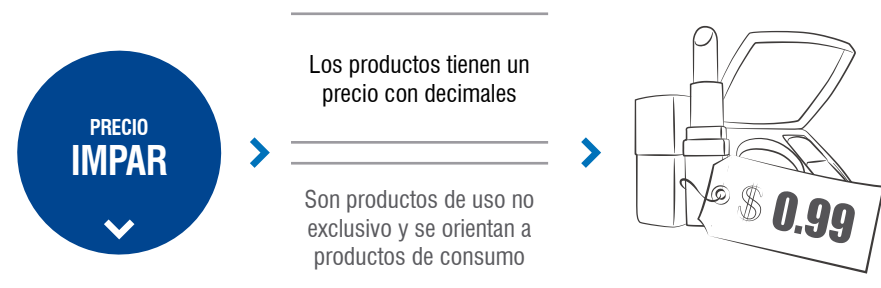 PRECIO
IMPAR
Los productos tienen un
precio con decimales
Son productos de uso no
exclusivo y se orientan a
productos de consumo
$ 0.99